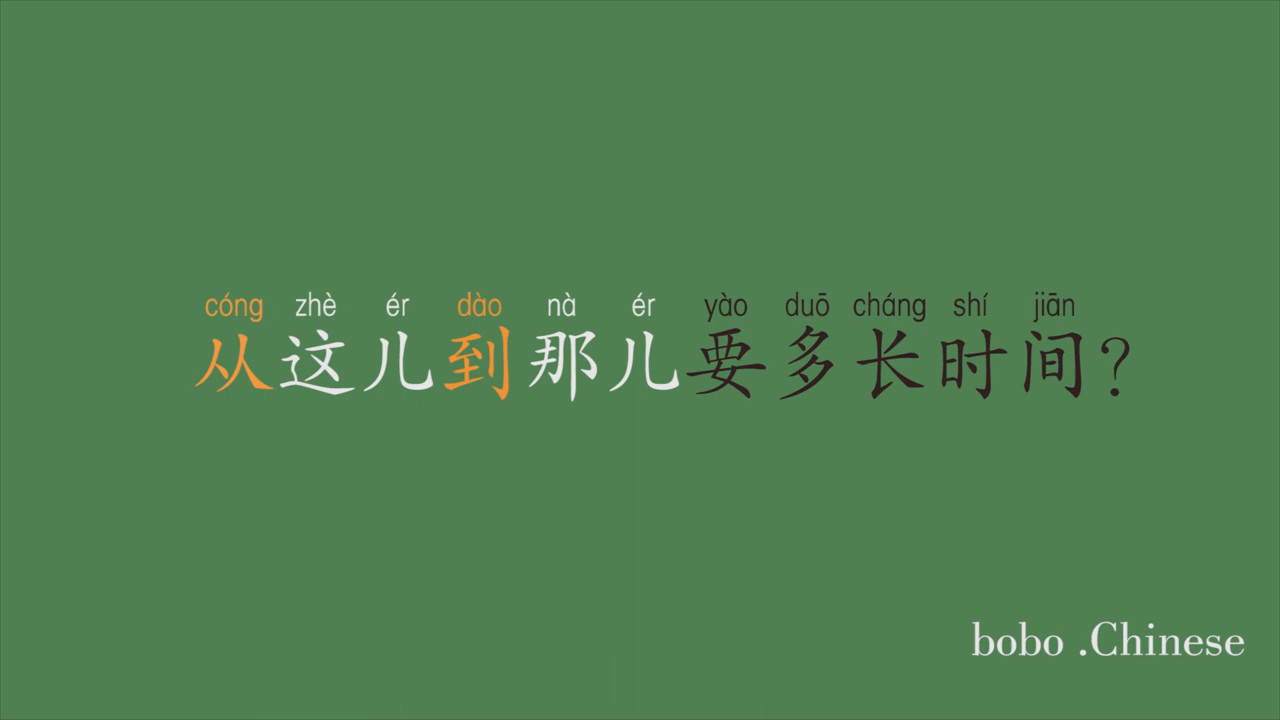 cóng zhè ér dào nà ér yào duō cháng shí jiān
从这儿到那儿要多长时间？
bobo .Chinese